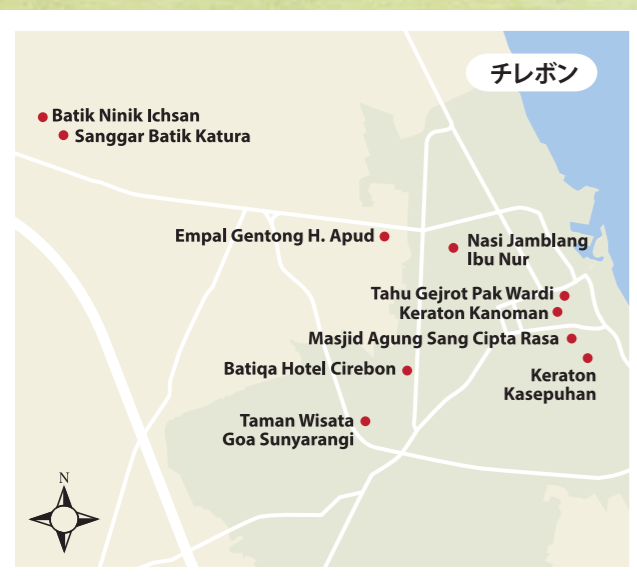 チレボン
Batik Ninik Ichsan
Sanggar Batik Katura
Empal Gentong H. Apud
Nasi Jamblang
Ibu Nur
Tahu Gejrot Pak Wardi
Keraton Kanoman
Masjid Agung Sang Cipta Rasa
Batiqa Hotel Cirebon
Keraton
Kasepuhan
Taman Wisata
Goa Sunyarangi
N